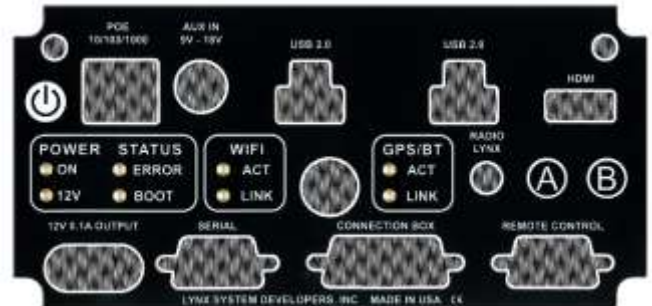 POE
10/100/1000
AUX IN
9V - 18V
USB 2.0
USB 2.0
HDMI
POWER STATUS
ON ERROR
12V BOOT
WIFI
ACT
LINK
GPS/BT
ACT
LINK
RADIO
LYNX
A B
12V 0.1A OUTPUT
SERIAL
CONNECTION BOX
REMOTE CONTROL
LYNX SYSTEM DEVELOPERS, INC MADE IN USA CE